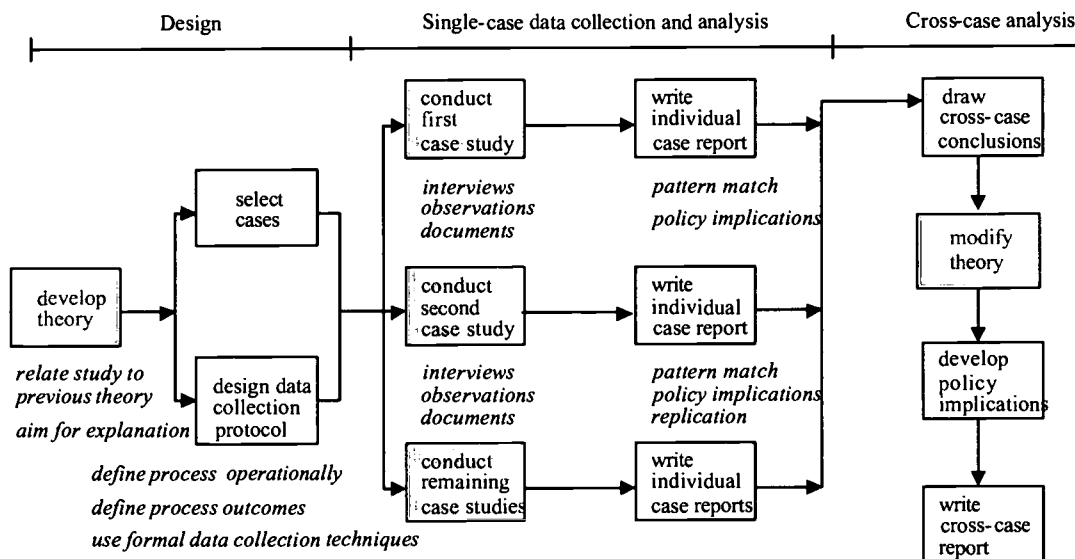 Design
Single-case data collection and analysis
Cross-case analysis
develop
theory
relate study to
previous theory
aim for explanation
select
cases
design data
collection
protocol
define process operationally
define process outcomes
use formal data collection techniques
conduct
first
case study
interviews
observations
documents
write
individual
case report
pattern match
policy implications
conduct
second
case study
interviews
observations
documents
write
individual
case report
pattern match
policy implications
replication
conduct
remaining
case studies
write
individual
case reports
draw
cross-case
conclusions
modify
theory
develop
policy
implications
write
cross-case
report